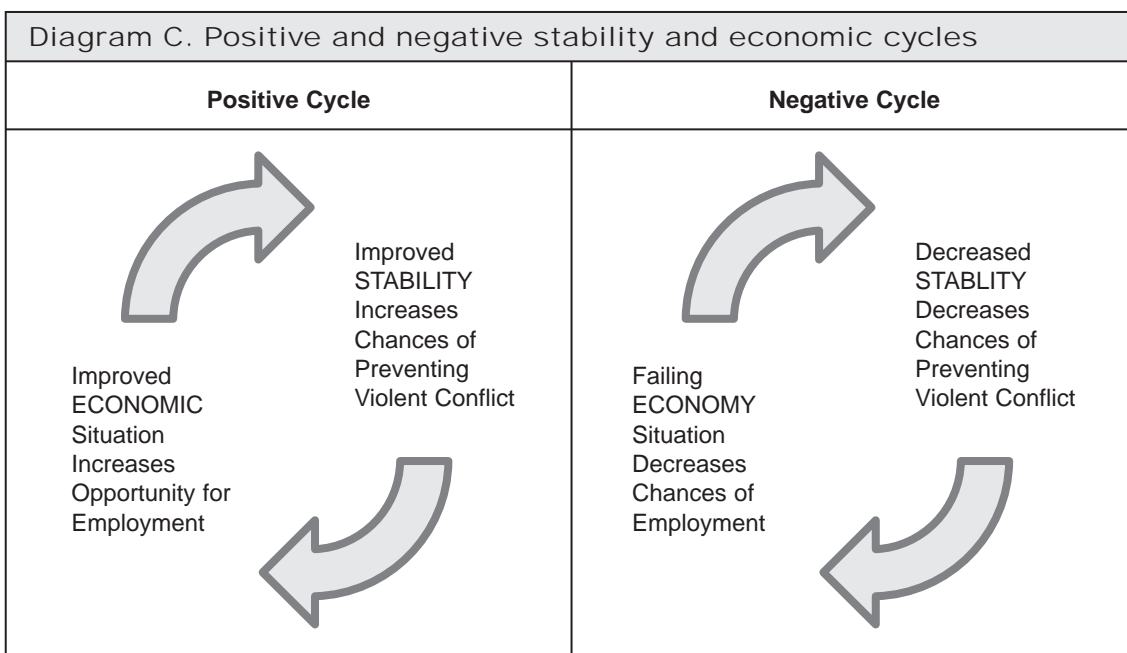 Diagram C. Positive and negative stability and economic cycles
Positive Cycle
Negative Cycle
Improved
STABILITY
Increases
Chances of
Preventing
Violent Conflict
Improved
ECONOMIC
Situation
Increases
Opportunity for
Employment
Decreased
STABLITY
Decreases
Chances of
Preventing
Violent Conflict
Failing
ECONOMY
Situation
Decreases
Chances of
Employment